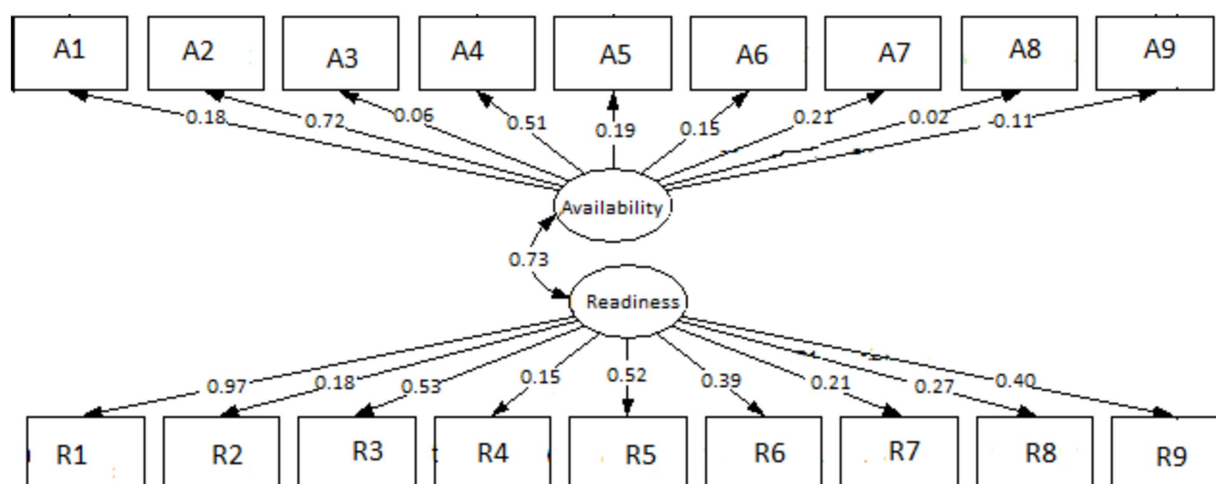 A1 A2 A3 A4 A5 A6 A7 A8 A9
0.18 0.72 0.06 0.51 0.19 0.15 0.21 0.02 -0.11
Availability
0.73
Readiness
0.97 0.18 0.53 0.15 0.52 0.39 0.21 0.27 0.40
R1 R2 R3 R4 R5 R6 R7 R8 R9